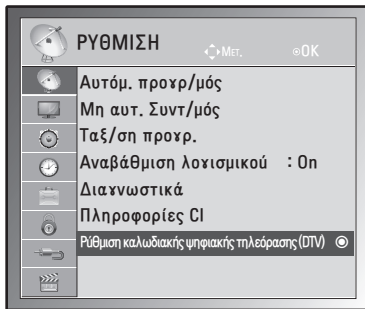 ΡΥΘΜΙΣΗ ΜΕΤ. OK
Αυτόμ. προγρ/μός
Μη αυτ. Συντ/μός
Ταξ/ση προγρ.
Αναβάθμιση λογισμικού : On
Διαγνωστικά
Πληροφορίες CI
Ρύθμιση καλωδιακής ψηφιακής τηλεόρασης (DTV)